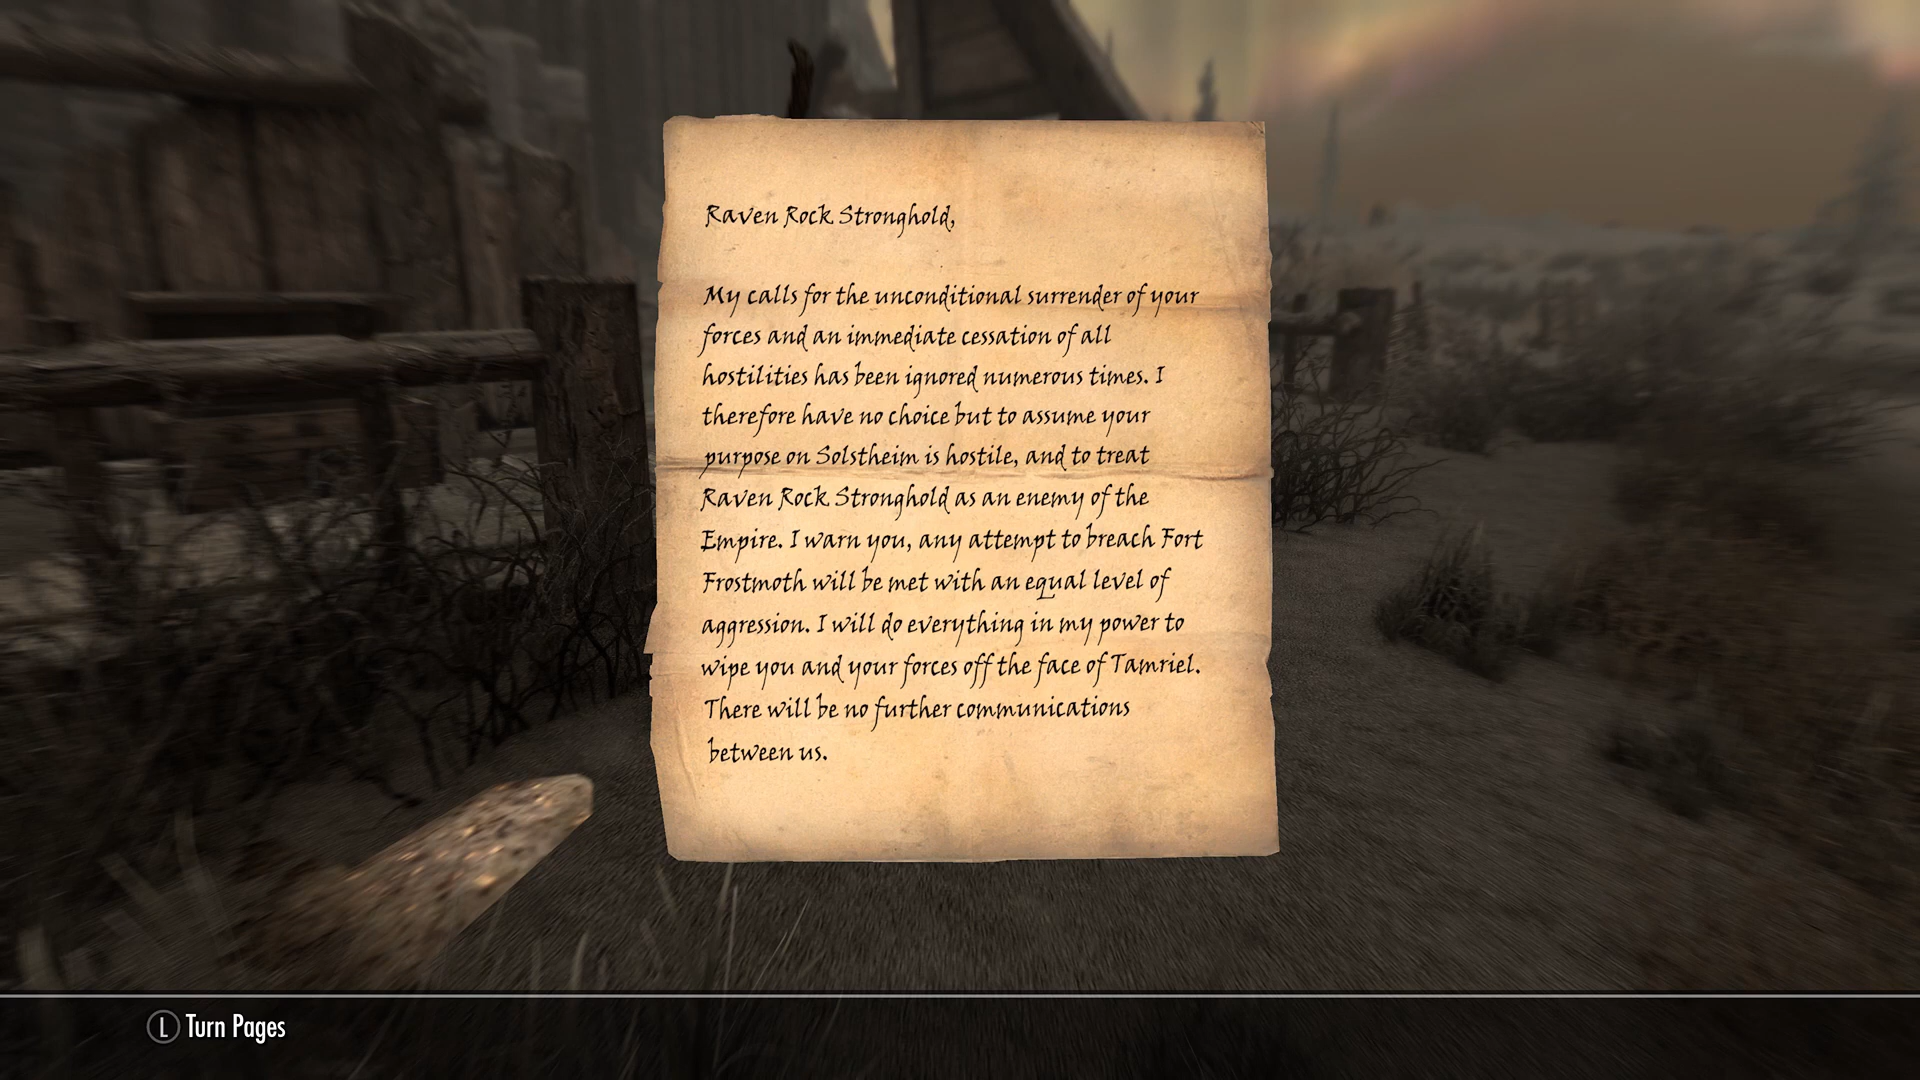 Raven Rock Stronghold,
My calls for the unconditional surrender of your
forces and an immediate cessation of all
hostilities has been ignored numerous times. I
therefore have no choice but to assume your
purpose on Solstheim is hostile, and to treat
Raven Rock Stronghold as an enemy of the
Empire. I warn you, any attempt to breach Fort
Frostmoth will be met with an equal level of
aggression. I will do everything in my power to
wipe you and your forces off the face of Tamriel.
There will be no further communications
between us.
L Turn Pages